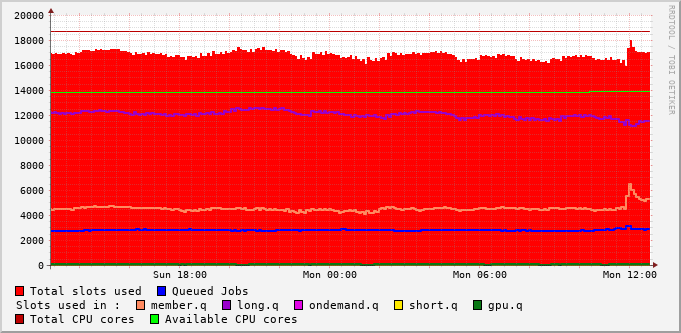 20000
18000
16000
14000
12000
10000
8000
6000
4000
2000
0
Sun 18:00 Mon 00:00 Mon 06:00 Mon 12:00
Total slots used Queued Jobs
Slots used in : member.q long.q ondemand.q short.q gpu.q
Total CPU cores Available CPU cores
RRDTOOL / TOBI OETIKER